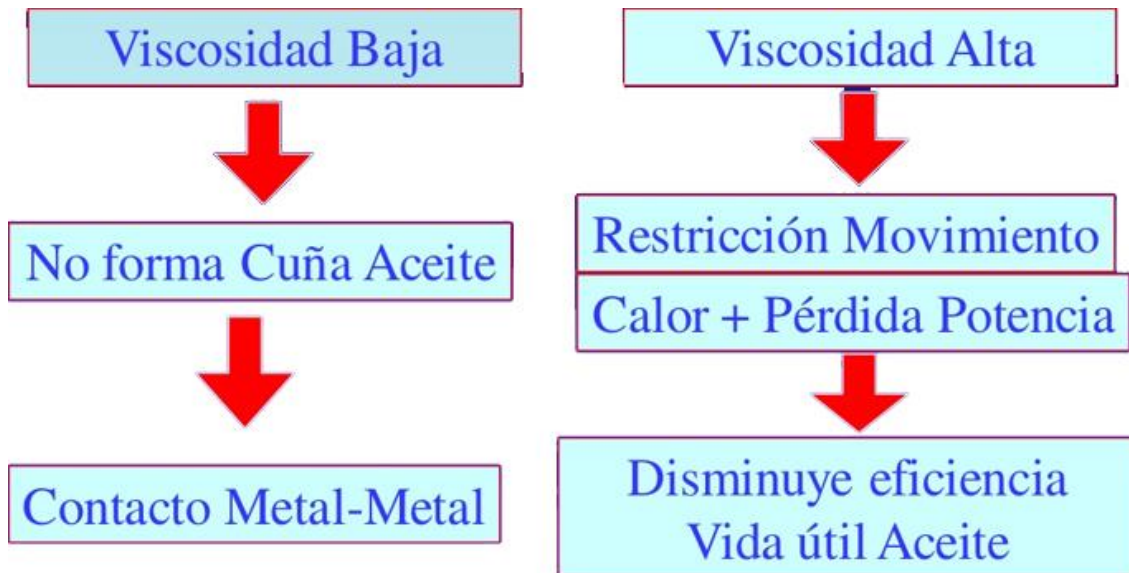 Viscosidad Baja
No forma Cuña Aceite
Contacto Metal-Metal
Viscosidad Alta
Restricción Movimiento
Calor + Pérdida Potencia
Disminuye eficiencia
Vida útil Aceite